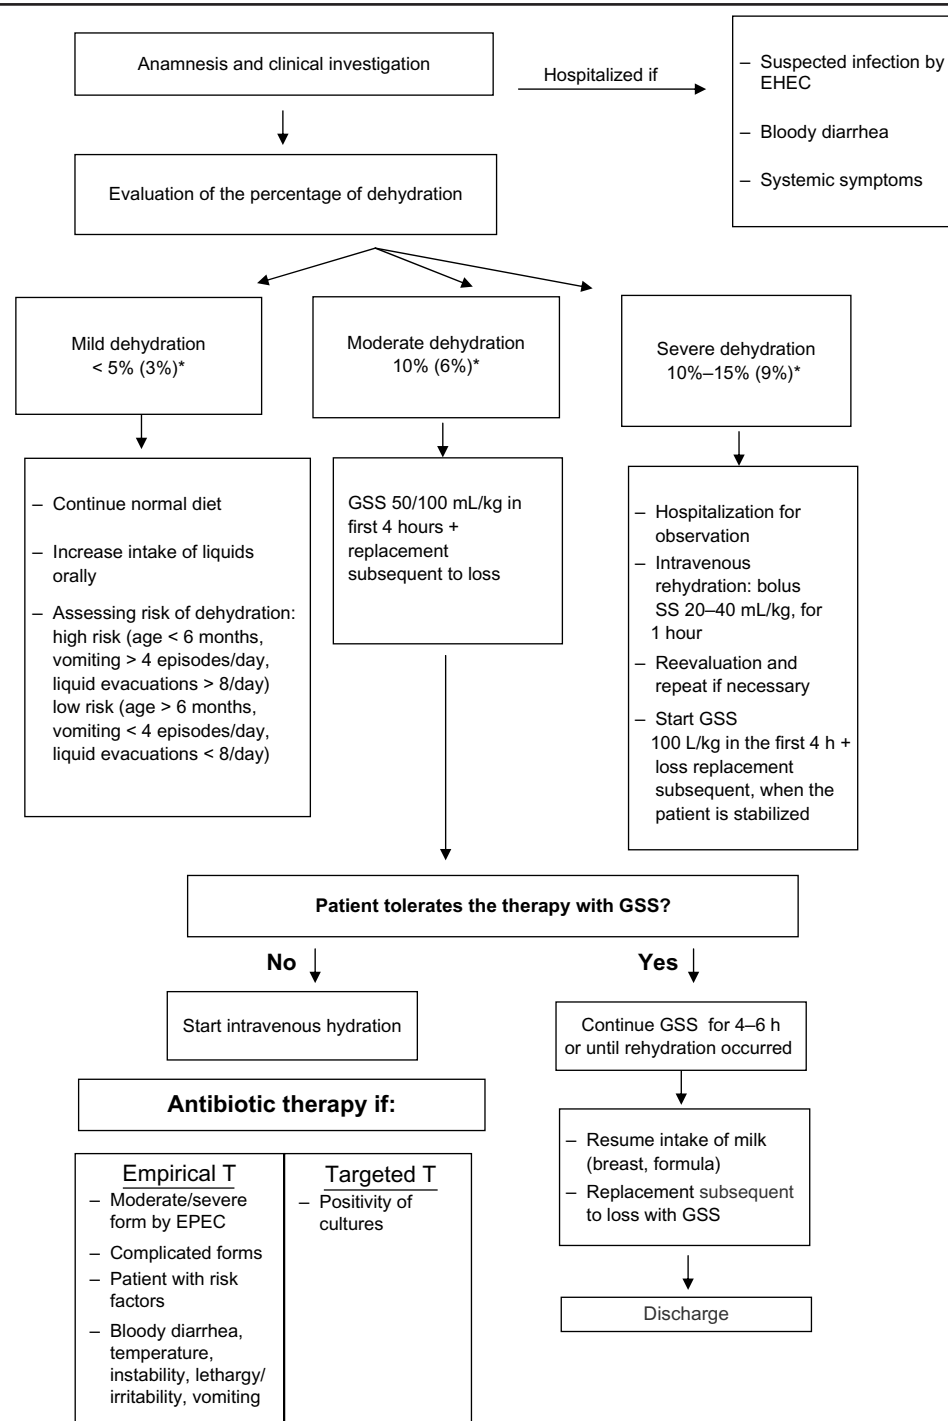 Anamnesis and clinical investigation
Hospitalized if
– Suspected infection by
EHEC
– Bloody diarrhea
– Systemic symptoms
Evaluation of the percentage of dehydration
Mild dehydration
< 5% (3%)*
Moderate dehydration
10% (6%)*
Severe dehydration
10%–15% (9%)*
– Continue normal diet
– Increase intake of liquids
orally
– Assessing risk of dehydration:
high risk (age < 6 months,
vomiting > 4 episodes/day,
liquid evacuations > 8/day)
low risk (age > 6 months,
vomiting < 4 episodes/day,
liquid evacuations < 8/day)
GSS 50/100 mL/kg in
first 4 hours +
replacement
subsequent to loss
– Hospitalization for
observation
– Intravenous
rehydration: bolus
SS 20–40 mL/kg, for
1 hour
– Reevaluation and
repeat if necessary
– Start GSS
100 L/kg in the first 4 h +
loss replacement
subsequent, when the
patient is stabilized
Patient tolerates the therapy with GSS?
No
Yes
Start intravenous hydration
Continue GSS for 4–6 h
or until rehydration occurred
– Resume intake of milk
(breast, formula)
– Replacement subsequent
to loss with GSS
Discharge
Antibiotic therapy if:
Empirical T
– Moderate/severe
form by EPEC
– Complicated forms
– Patient with risk
factors
– Bloody diarrhea,
temperature,
instability, lethargy/
irritability, vomiting
Targeted T
– Positivity of
cultures